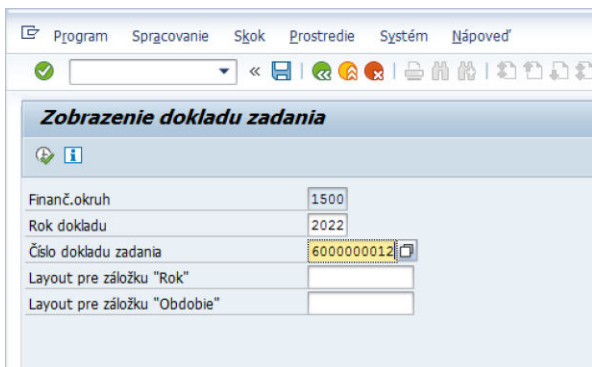 Program Spracovanie Skok Prostredie Systém Nápoveď
Zobrazenie dokladu zadania
Finanč.okruh 1500
Rok dokladu 2022
Číslo dokladu zadania 6000000012
Layout pre záložku "Rok"
Layout pre záložku "Obdobie"